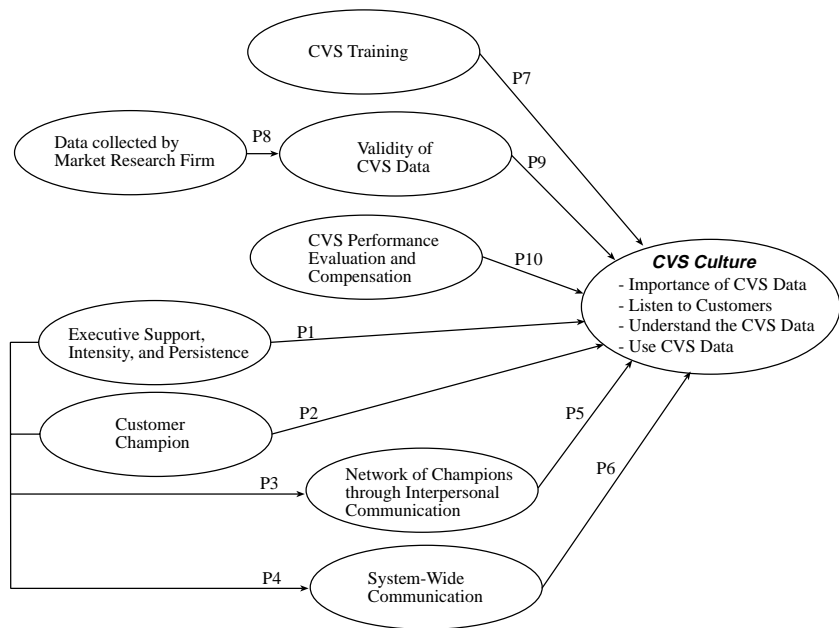 CVS Training
P7
Data collected by
Market Research Firm
P8
Validity of
CVS Data
P9
CVS Performance
Evaluation and
Compensation
P10
CVS Culture
- Importance of CVS Data
- Listen to Customers
- Understand the CVS Data
- Use CVS Data
Executive Support,
Intensity, and Persistence
P1
Customer
Champion
P2
P3
Network of Champions
through Interpersonal
Communication
P5
P6
P4
System-Wide
Communication